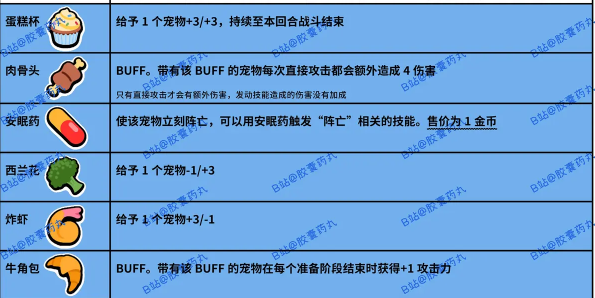 蛋糕杯 给予 1 个宠物+3/+3，持续至本回合战斗结束
肉骨头 BUFF。带有该 BUFF 的宠物每次直接攻击都会额外造成 4 伤害
只有直接攻击才会有额外伤害，发动技能造成的伤害没有加成
安眠药 使该宠物立刻阵亡，可以用安眠药触发“阵亡”相关的技能。售价为 1 金币
西兰花 给予 1 个宠物-1/+3
炸虾 给予 1 个宠物+3/-1
牛角包 BUFF。带有该 BUFF 的宠物在每个准备阶段结束时获得+1 攻击力
B站@胶囊药丸